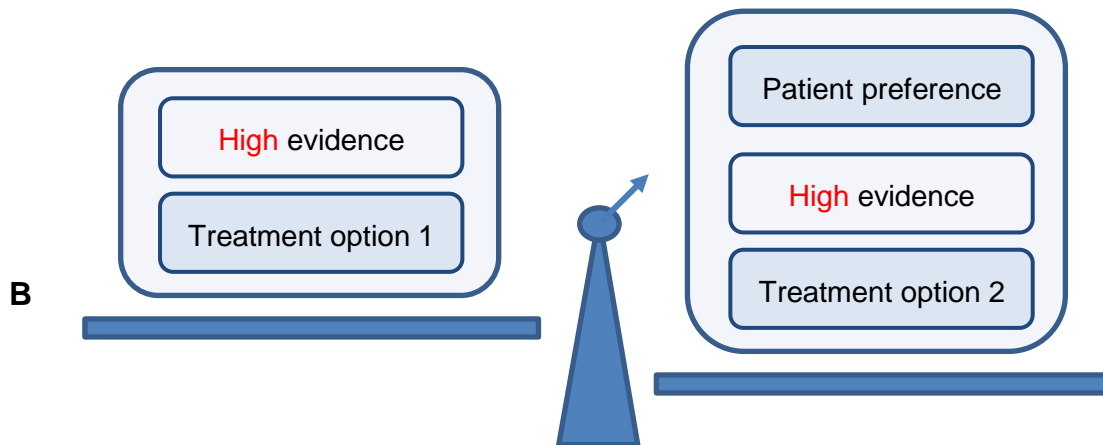 High evidence
Treatment option 1
B
Patient preference
High evidence
Treatment option 2